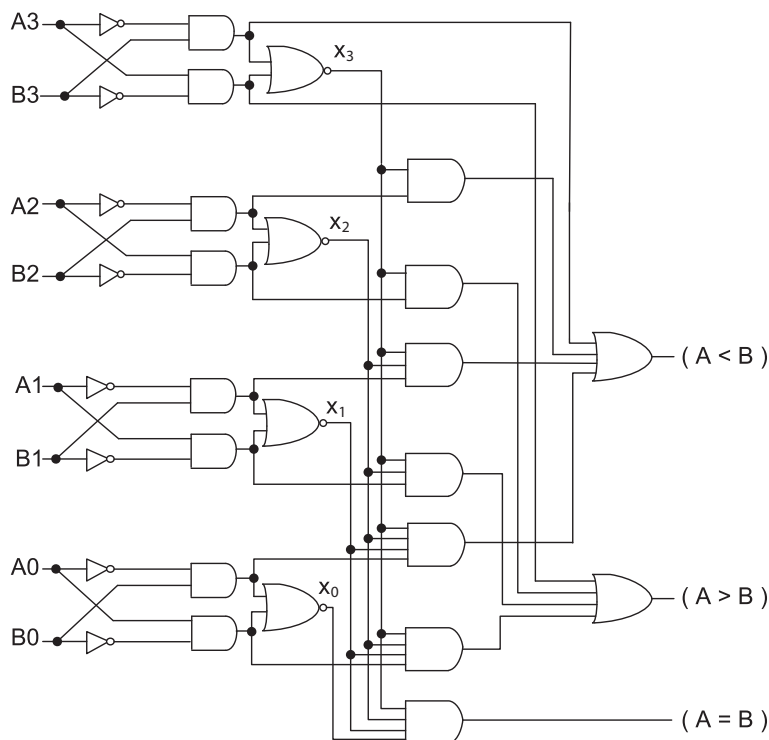 A3
x₃
B3
A2
x₂
B2
( A < B )
A1
x₁
B1
A0
x₀
( A > B )
B0
( A = B )